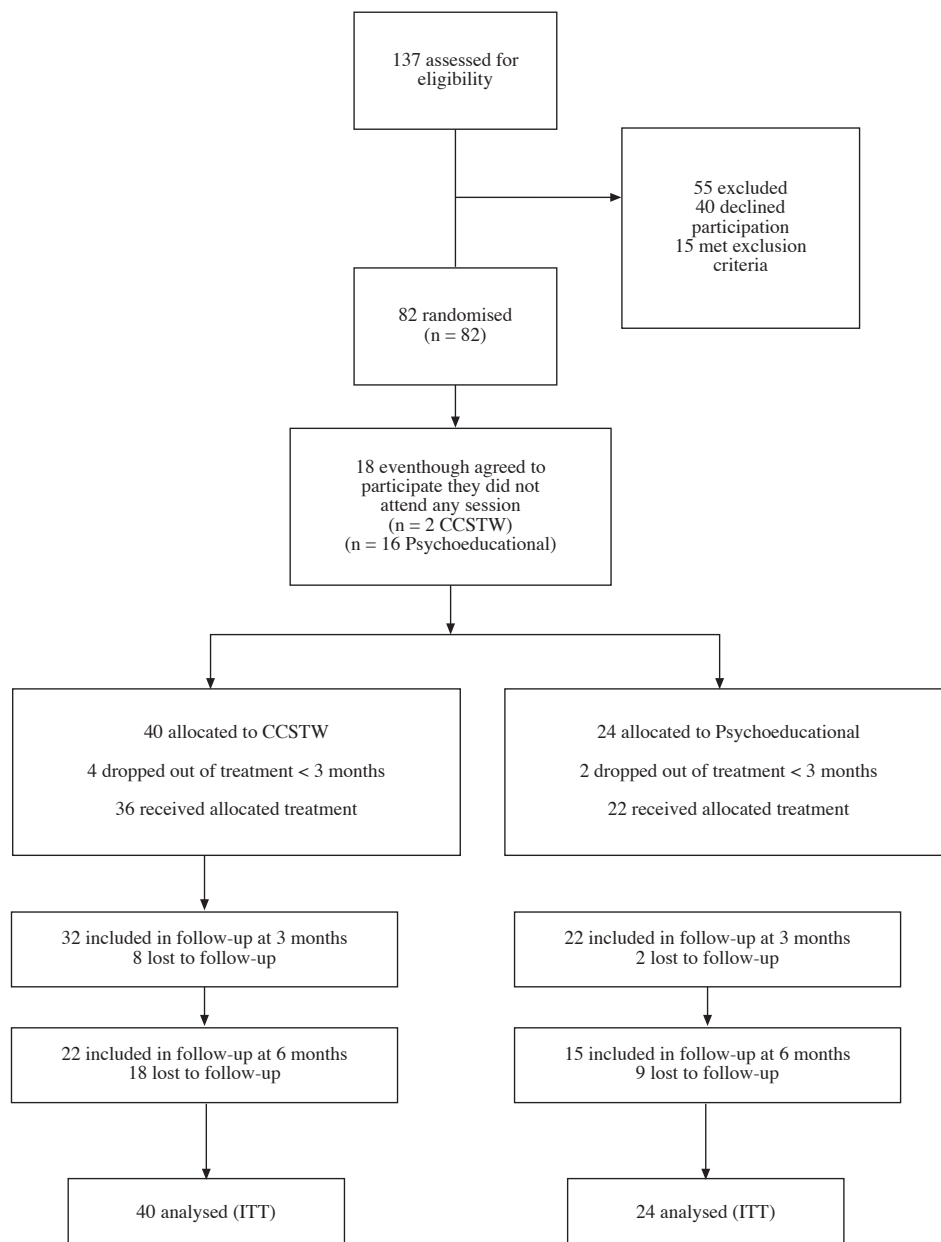 137 assessed for
eligibility
55 excluded
40 declined
participation
15 met exclusion
criteria
82 randomised
(n = 82)
18 eventhough agreed to
participate they did not
attend any session
(n = 2 CCSTW)
(n = 16 Psychoeducational)
40 allocated to CCSTW
4 dropped out of treatment < 3 months
36 received allocated treatment
24 allocated to Psychoeducational
2 dropped out of treatment < 3 months
22 received allocated treatment
32 included in follow-up at 3 months
8 lost to follow-up
22 included in follow-up at 3 months
2 lost to follow-up
22 included in follow-up at 6 months
18 lost to follow-up
15 included in follow-up at 6 months
9 lost to follow-up
40 analysed (ITT)
24 analysed (ITT)